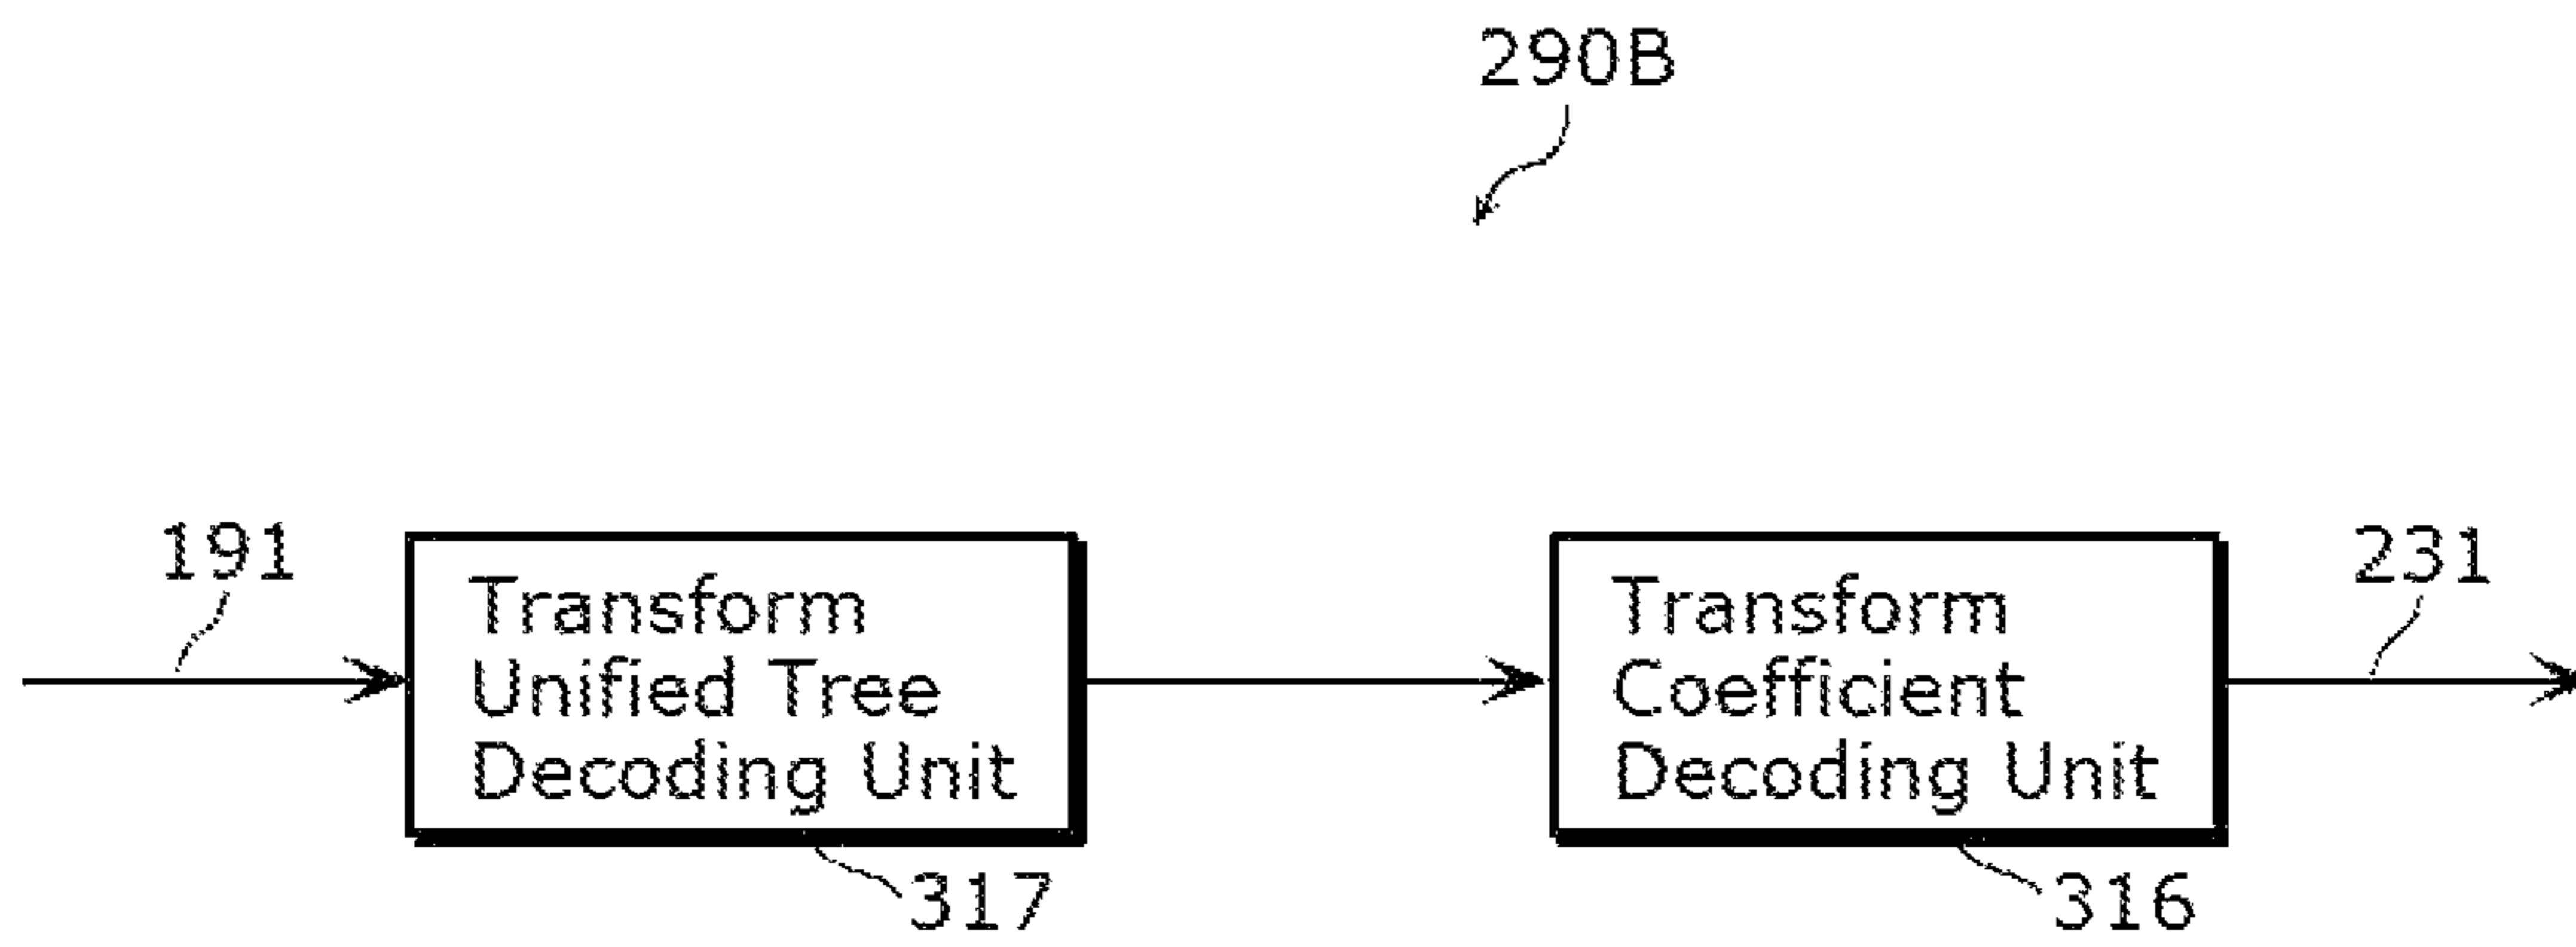 290B
191
Transform
Unified Tree
Decoding Unit
317
Transform
Coefficient
Decoding Unit
316
231